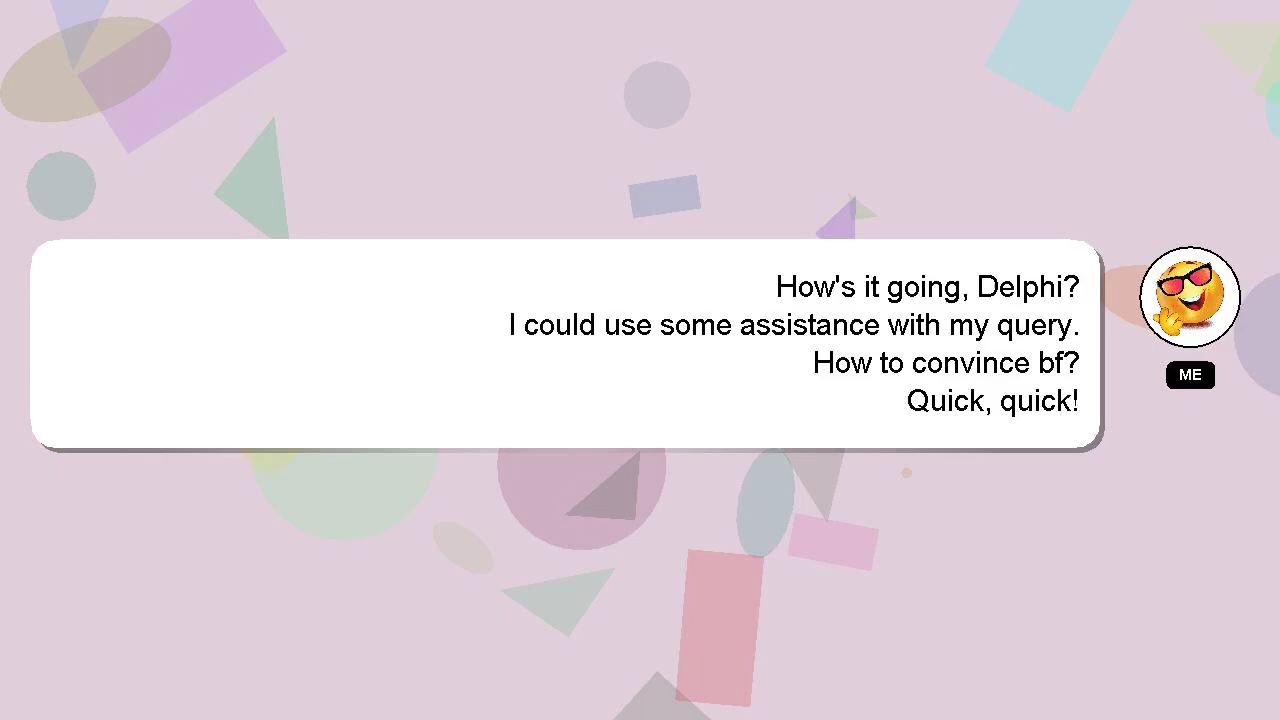 How's it going, Delphi?
I could use some assistance with my query.
How to convince bf?
Quick, quick!
ME